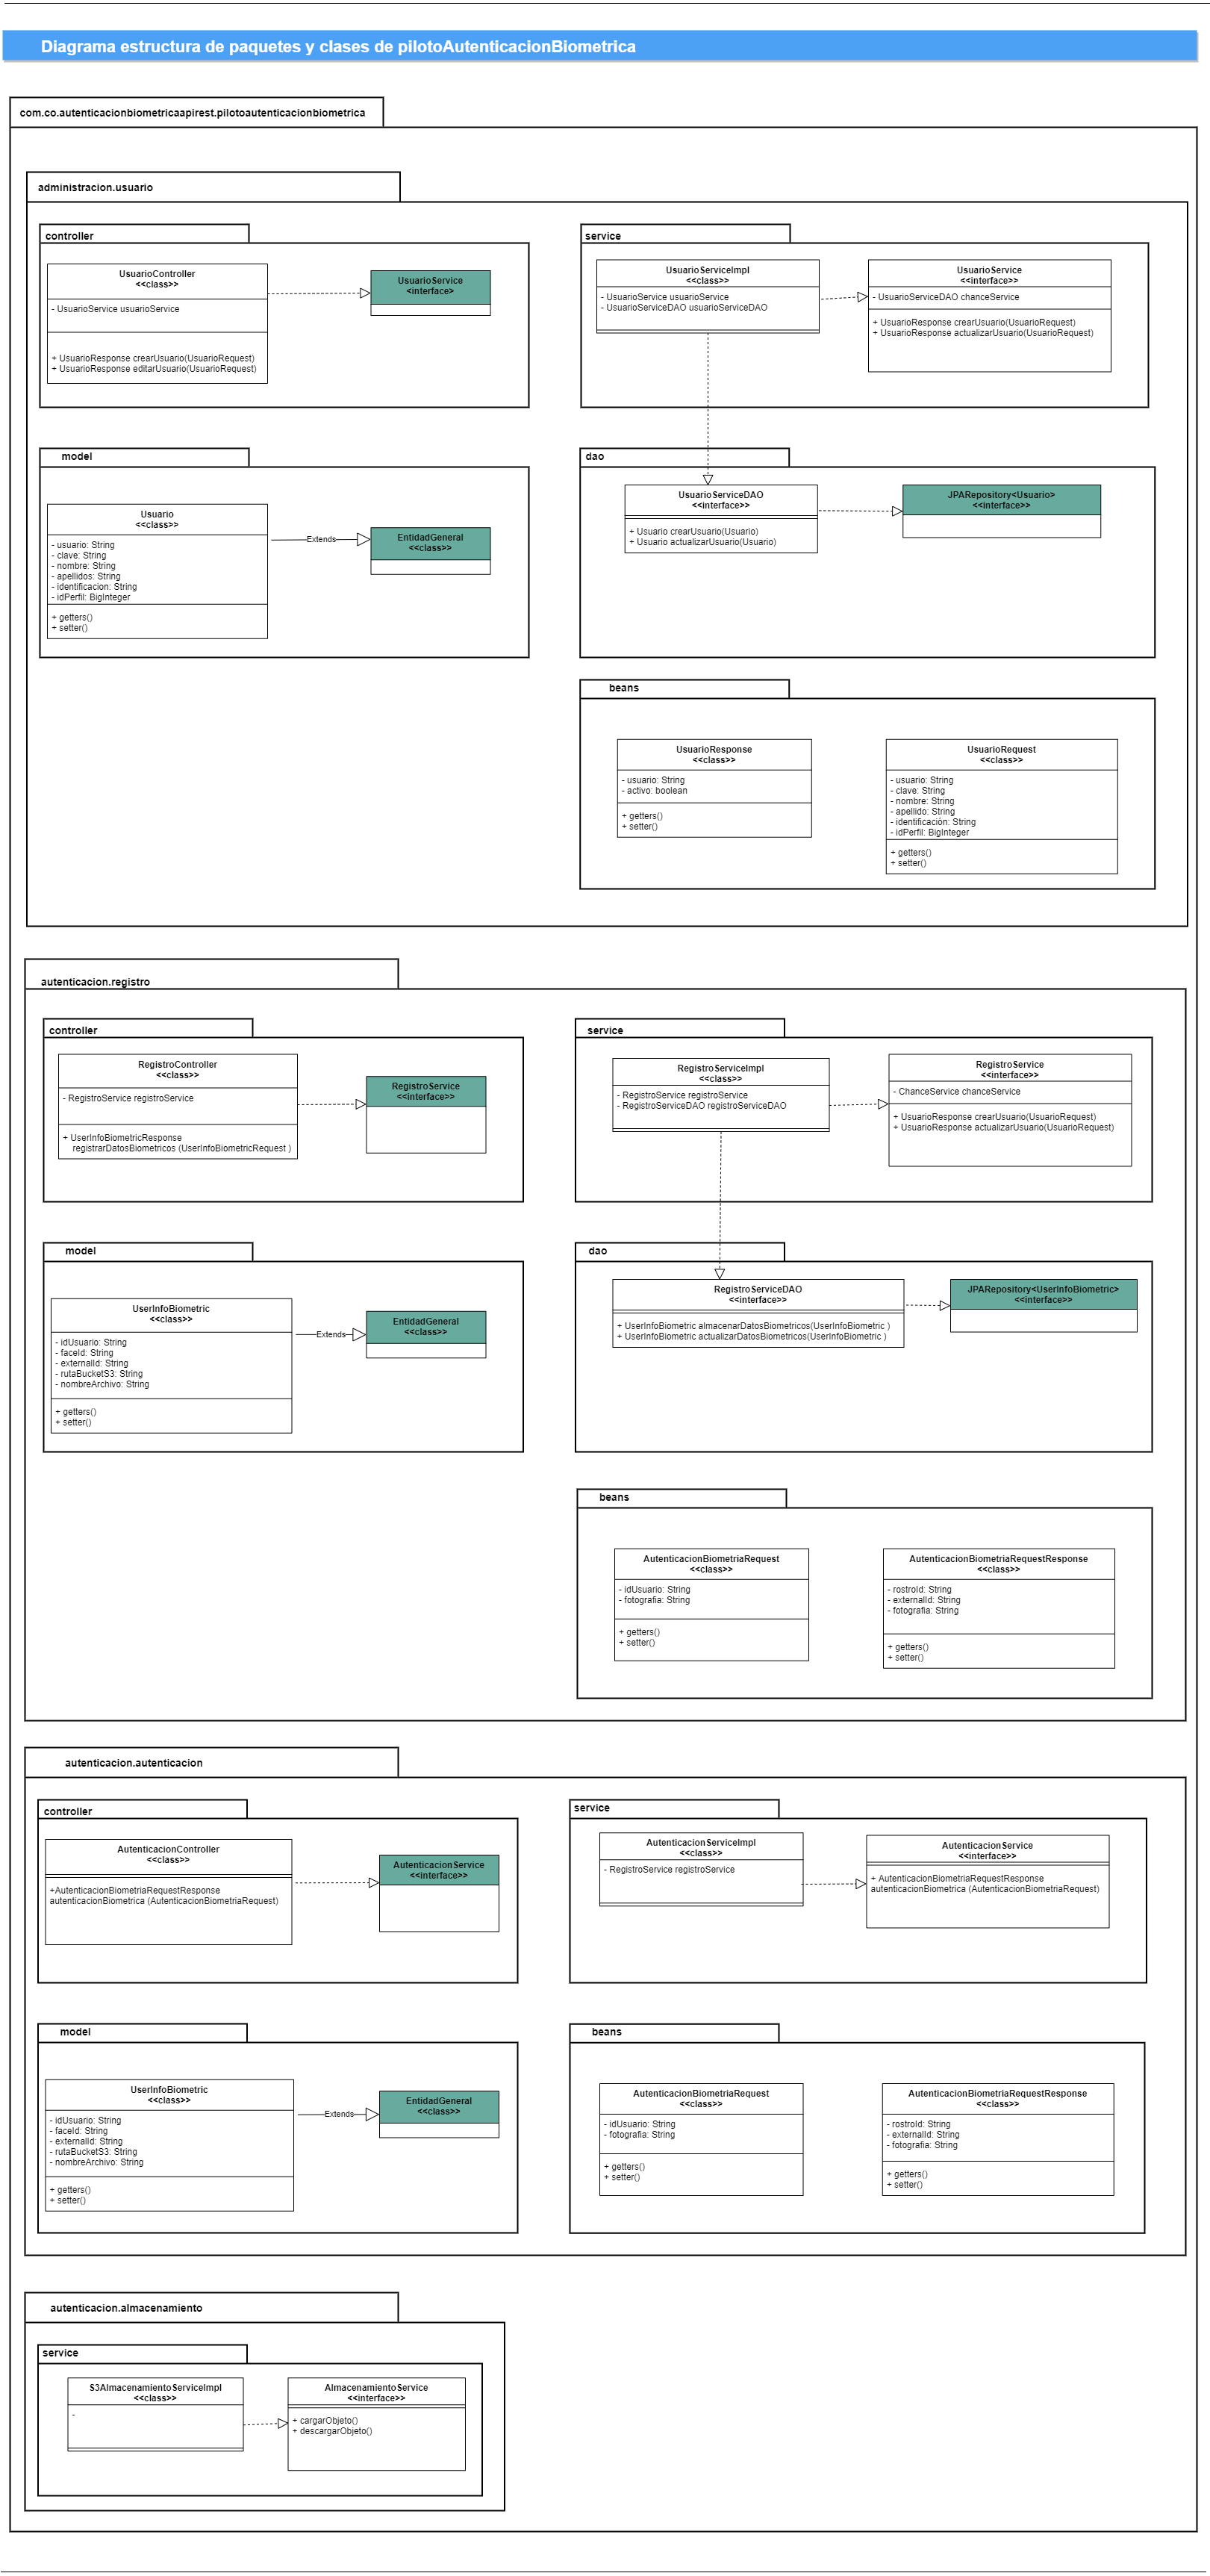 Diagrama estructura de paquetes y clases de pilotoAutenticacionBiometrica
com.co.autenticacionbiometricaapirest.pilotoautenticacionbiometrica
administracion.usuario
controller
UsuarioController
<<class>>
- UsuarioService usuarioService
+ UsuarioResponse crearUsuario(UsuarioRequest)
+ UsuarioResponse editarUsuario(UsuarioRequest)
UsuarioService
<interface>
service
UsuarioServiceImpl
<<class>>
- UsuarioService usuarioService
- UsuarioServiceDAO usuarioServiceDAO
UsuarioService
<<interface>>
- UsuarioServiceDAO chanceService
+ UsuarioResponse crearUsuario(UsuarioRequest)
+ UsuarioResponse actualizarUsuario(UsuarioRequest)
model
Usuario
<<class>>
- usuario: String
- clave: String
- nombre: String
- apellidos: String
- identificacion: String
- idPerfil: BigInteger
+ getters()
+ setter()
Extends
EntidadGeneral
<<class>>
dao
UsuarioServiceDAO
<<interface>>
+ Usuario crearUsuario(Usuario)
+ Usuario actualizarUsuario(Usuario)
JPARepository<Usuario>
<<interface>>
beans
UsuarioResponse
<<class>>
- usuario: String
- activo: boolean
+ getters()
+ setter()
UsuarioRequest
<<class>>
- usuario: String
- clave: String
- nombre: String
- apellido: String
- identificación: String
- idPerfil: BigInteger
+ getters()
+ setter()
autenticacion.registro
controller
RegistroController
<<class>>
- RegistroService registroService
+ UserInfoBiometricResponse
registrarDatosBiometricos (UserInfoBiometricRequest )
RegistroService
<<interface>>
service
RegistroServiceImpl
<<class>>
- RegistroService registroService
- RegistroServiceDAO registroServiceDAO
RegistroService
<<interface>>
- ChanceService chanceService
+ UsuarioResponse crearUsuario(UsuarioRequest)
+ UsuarioResponse actualizarUsuario(UsuarioRequest)
model
UserInfoBiometric
<<class>>
- idUsuario: String
- faceId: String
- externalId: String
- rutaBucketS3: String
- nombreArchivo: String
+ getters()
+ setter()
Extends
EntidadGeneral
<<class>>
dao
RegistroServiceDAO
<<interface>>
+ UserInfoBiometric almacenarDatosBiometricos(UserInfoBiometric )
+ UserInfoBiometric actualizarDatosBiometricos(UserInfoBiometric )
JPARepository<UserInfoBiometric>
<<interface>>
beans
AutenticacionBiometriaRequest
<<class>>
- idUsuario: String
- fotografia: String
+ getters()
+ setter()
AutenticacionBiometriaRequestResponse
<<class>>
- rostroId: String
- externalId: String
- fotografia: String
+ getters()
+ setter()
autenticacion.autenticacion
controller
AutenticacionController
<<class>>
+AutenticacionBiometriaRequestResponse
autenticacionBiometrica (AutenticacionBiometriaRequest)
AutenticacionService
<<interface>>
service
AutenticacionServiceImpl
<<class>>
- RegistroService registroService
AutenticacionService
<<interface>>
+ AutenticacionBiometriaRequestResponse
autenticacionBiometrica (AutenticacionBiometriaRequest)
model
UserInfoBiometric
<<class>>
- idUsuario: String
- faceId: String
- externalId: String
- rutaBucketS3: String
- nombreArchivo: String
+ getters()
+ setter()
Extends
EntidadGeneral
<<class>>
beans
AutenticacionBiometriaRequest
<<class>>
- idUsuario: String
- fotografia: String
+ getters()
+ setter()
AutenticacionBiometriaRequestResponse
<<class>>
- rostroId: String
- externalId: String
- fotografia: String
+ getters()
+ setter()
autenticacion.almacenamiento
service
S3AlmacenamientoServiceImpl
<<class>>
-
AlmacenamientoService
<<interface>>
+ cargarObjeto()
+ descargarObjeto()